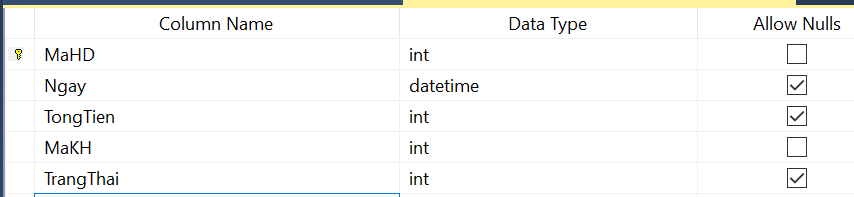 Column Name Data Type Allow Nulls
MaHD int
Ngay datetime
TongTien int
MaKH int
TrangThai int